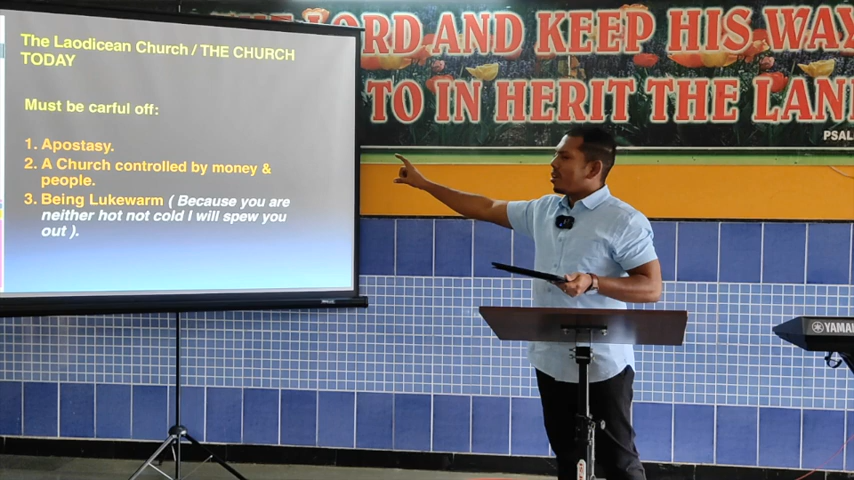 The Laodicean Church / THE CHURCH
TODAY
Must be carful off:
1. Apostasy.
2. A Church controlled by money &
people.
3. Being Lukewarm ( Because you are
neither hot not cold I will spew you
out ).
LORD AND KEEP HIS WAY
TO IN HERIT THE LAN
PSAL
YAMA